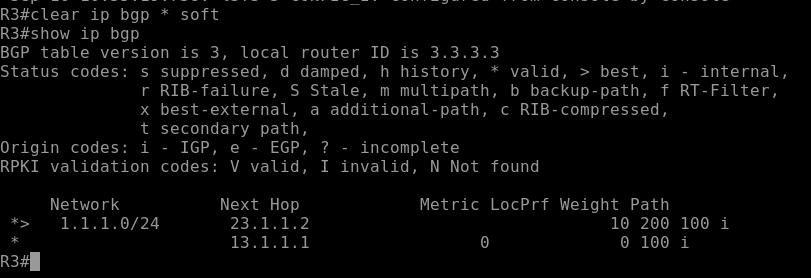 R3#clear ip bgp * soft
R3#show ip bgp
BGP table version is 3, local router ID is 3.3.3.3
Status codes: s suppressed, d damped, h history, * valid, > best, i - internal,
              r RIB-failure, S Stale, m multipath, b backup-path, f RT-Filter,
              x best-external, a additional-path, c RIB-compressed,
              t secondary path,
Origin codes: i - IGP, e - EGP, ? - incomplete
RPKI validation codes: V valid, I invalid, N Not found
     Network          Next Hop            Metric LocPrf Weight Path
 *>   1.1.1.0/24       23.1.1.2                              10 200 100 i
 *                     13.1.1.1                 0             0 100 i
R3#